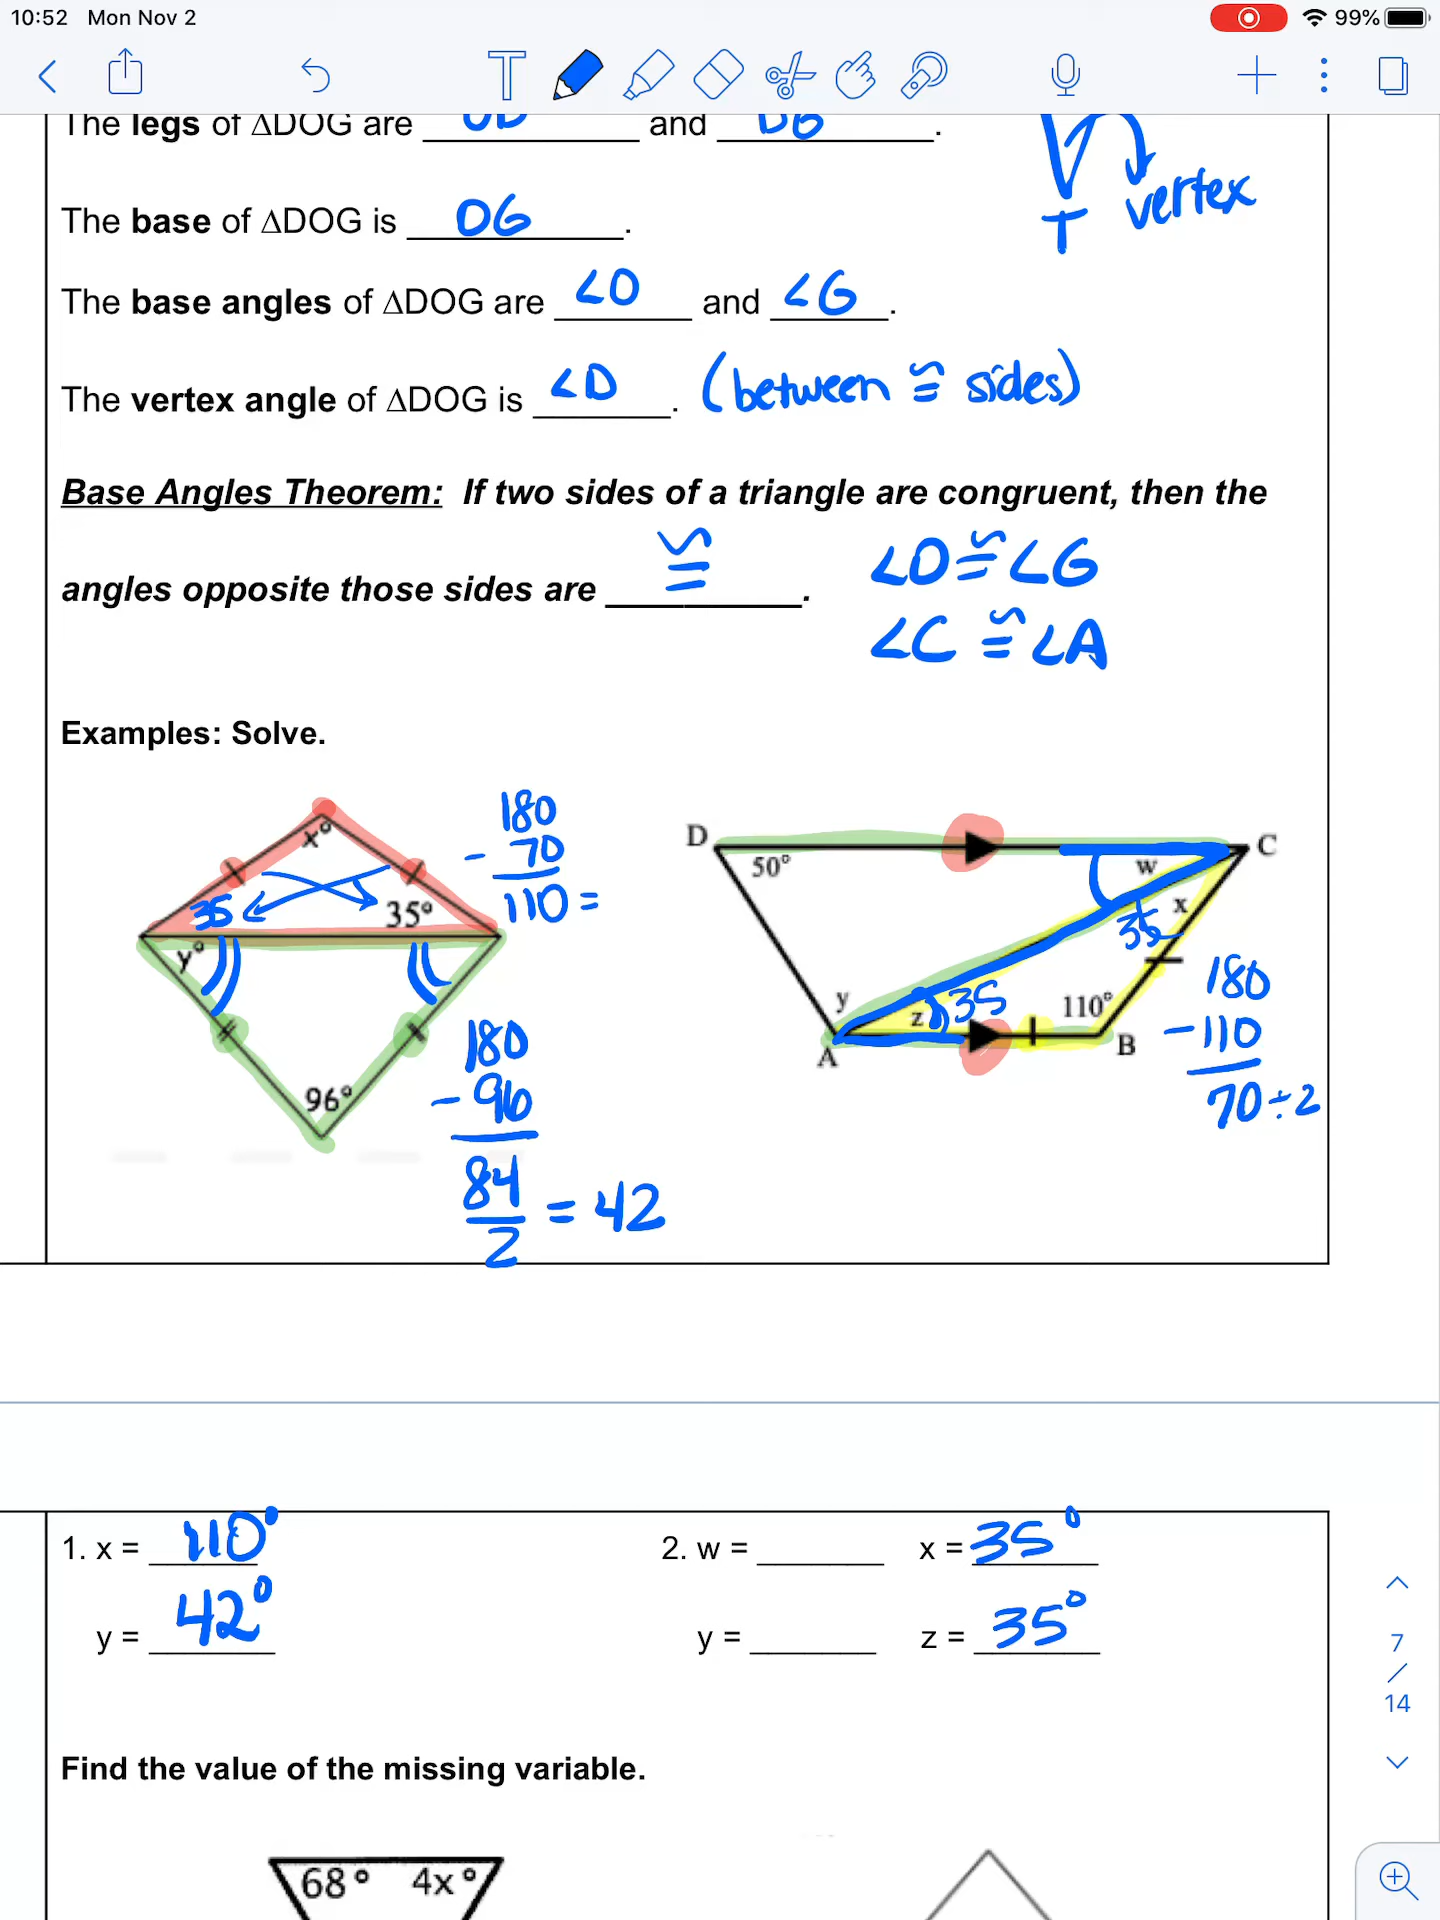 10:52 Mon Nov 2 99%
The legs of ΔDOG are and DG.
T vertex
The base of ΔDOG is OG.
The base angles of ΔDOG are <O and <G.
The vertex angle of ΔDOG is <D. (between ≅ sides)
Base Angles Theorem: If two sides of a triangle are congruent, then the
angles opposite those sides are ≅.
<O ≅ <G
<C ≅ <A
Examples: Solve.
x°
35 35°
y°
96°
180
- 70
110 =
180
- 96
84
2
= 42
D C
50° w
x
35
y
z 35 110°
A B
180
- 110
70 ÷ 2
1. x = 110° 2. w = ____ x = 35°
y = 42° y = ____ z = 35°
7
/
14
Find the value of the missing variable.
68° 4x°